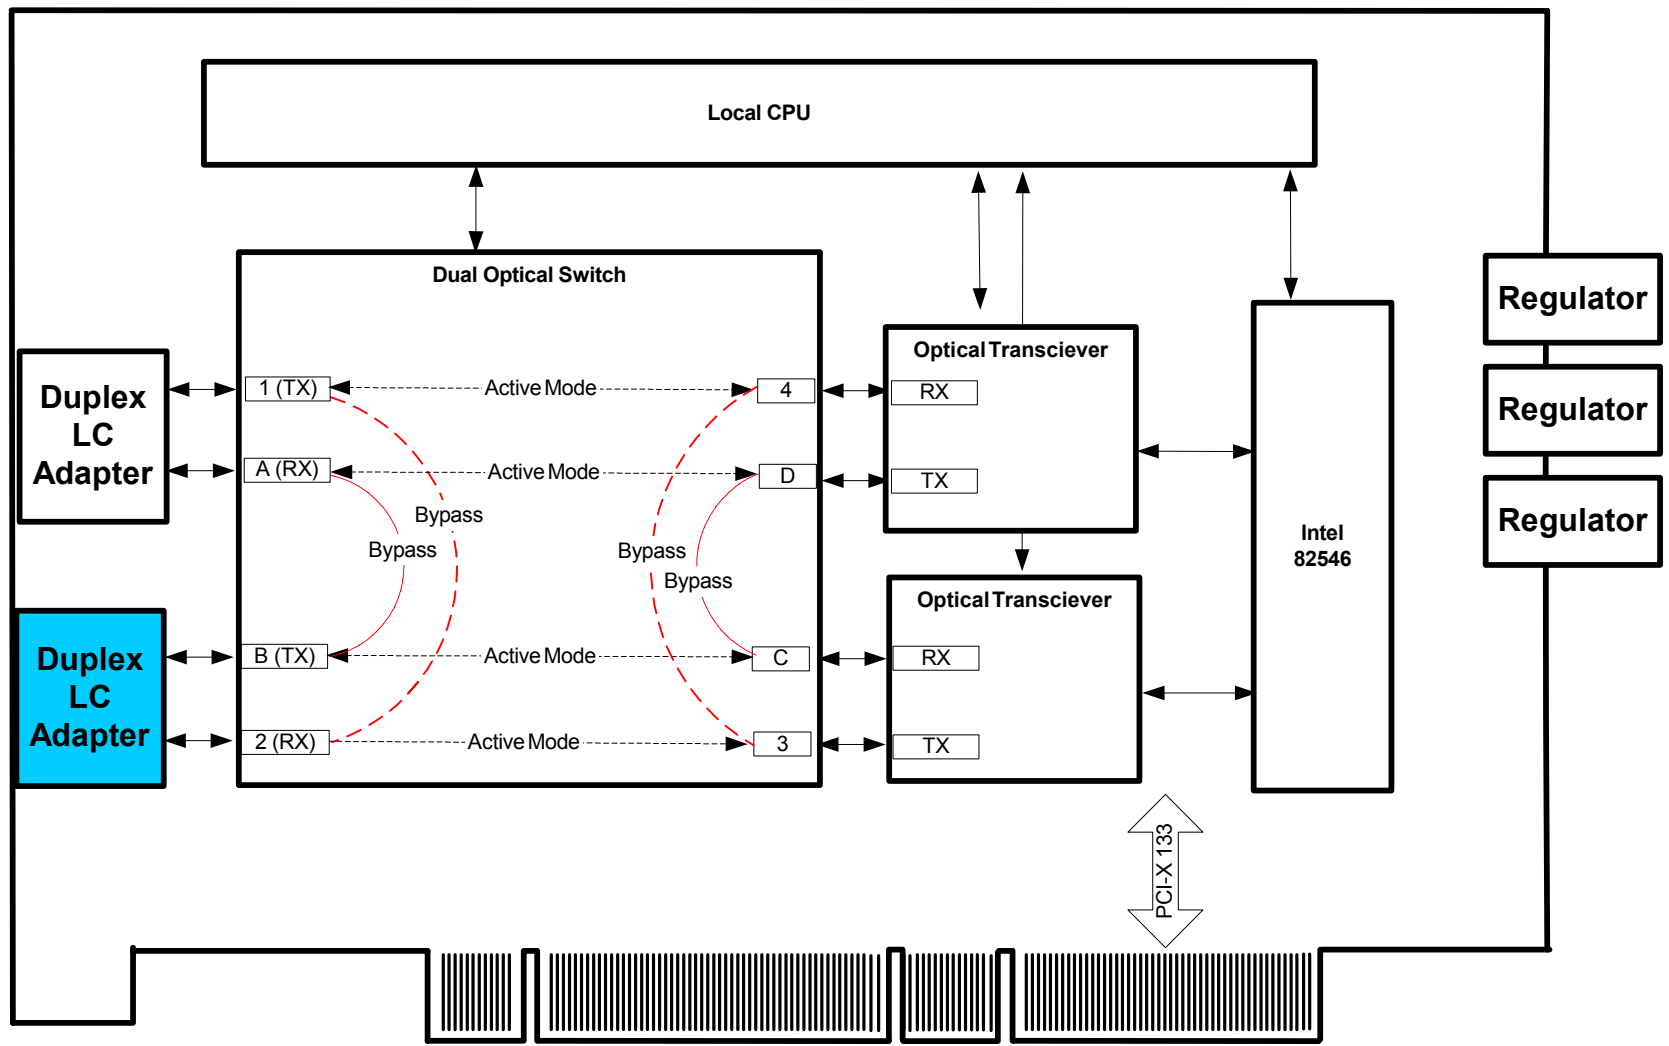 Local CPU
Dual Optical Switch
Regulator
Optical Transciever
Duplex
LC
Adapter
1 (TX)
Active Mode
4
RX
Regulator
A (RX)
Active Mode
D
TX
Bypass
Bypass
Bypass
Bypass
Regulator
Intel
82546
Optical Transciever
Duplex
LC
Adapter
B (TX)
Active Mode
C
RX
2 (RX)
Active Mode
3
TX
PCI-X 133